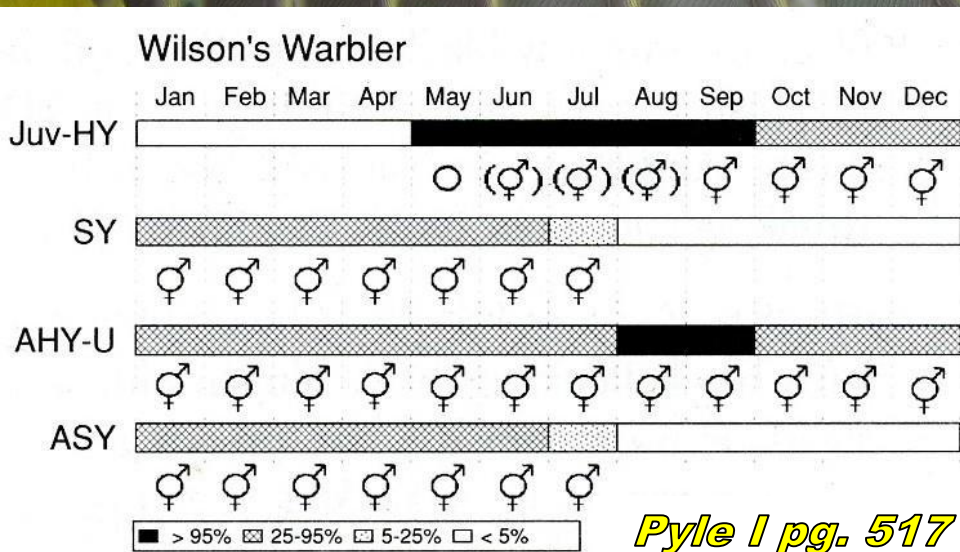 Wilson's Warbler
Jan Feb Mar Apr May Jun Jul Aug Sep Oct Nov Dec
Juv-HY
SY
AHY-U
ASY
> 95% 25-95% 5-25% < 5%
Pyle I pg. 517